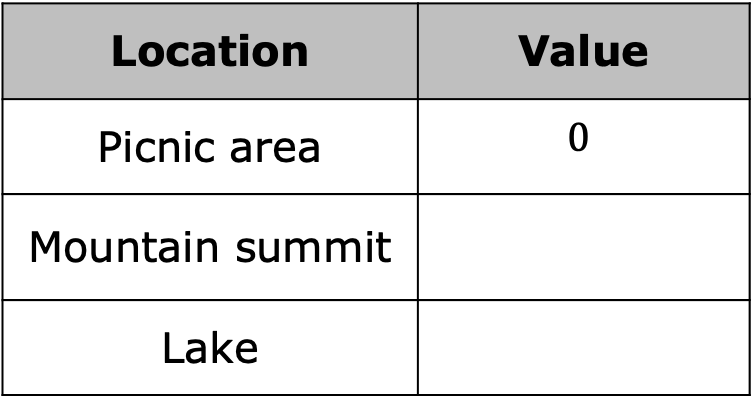 Location Value
Picnic area 0
Mountain summit
Lake